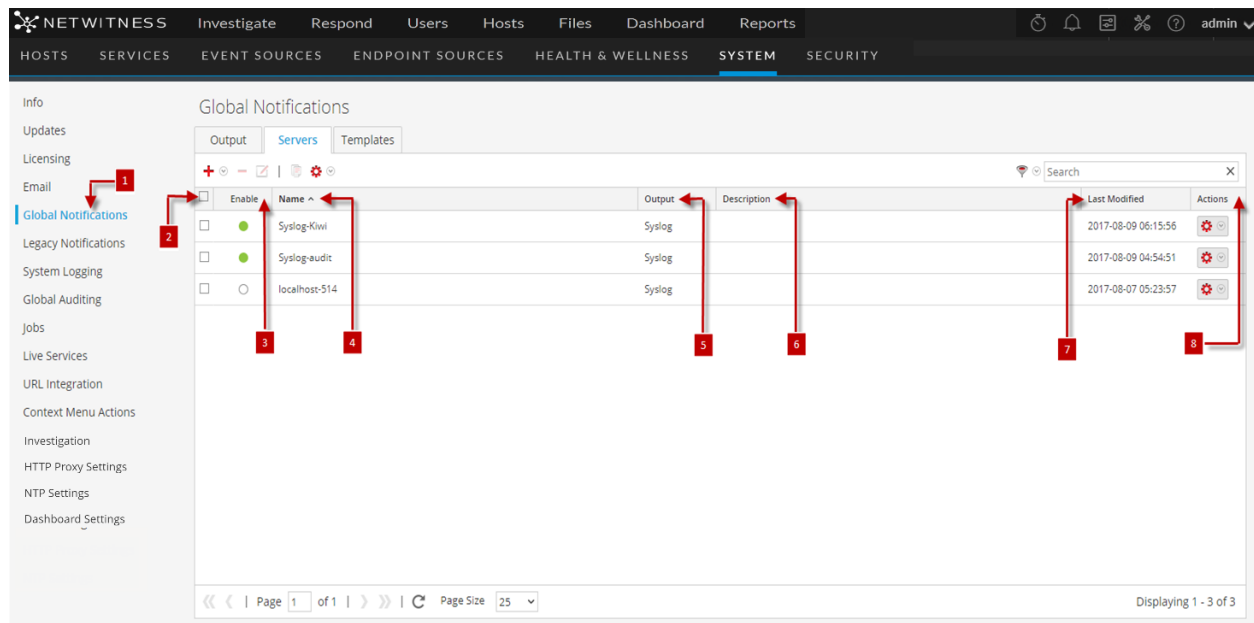 NETWITNESS Investigate Respond Users Hosts Files Dashboard Reports admin
HOSTS SERVICES EVENT SOURCES ENDPOINT SOURCES HEALTH & WELLNESS SYSTEM SECURITY
Info
Updates
Licensing
Email
Global Notifications
Legacy Notifications
System Logging
Global Auditing
Jobs
Live Services
URL Integration
Context Menu Actions
Investigation
HTTP Proxy Settings
NTP Settings
Dashboard Settings
1
2
Global Notifications
Output Servers Templates
Search X
Enable Name Output Description Last Modified Actions
Syslog-Kiwi Syslog 2017-08-09 06:15:56
Syslog-audit Syslog 2017-08-09 04:54:51
localhost-514 Syslog 2017-08-07 05:23:57
3 4 5 6 7 8
Page 1 of 1 Page Size 25 Displaying 1 - 3 of 3